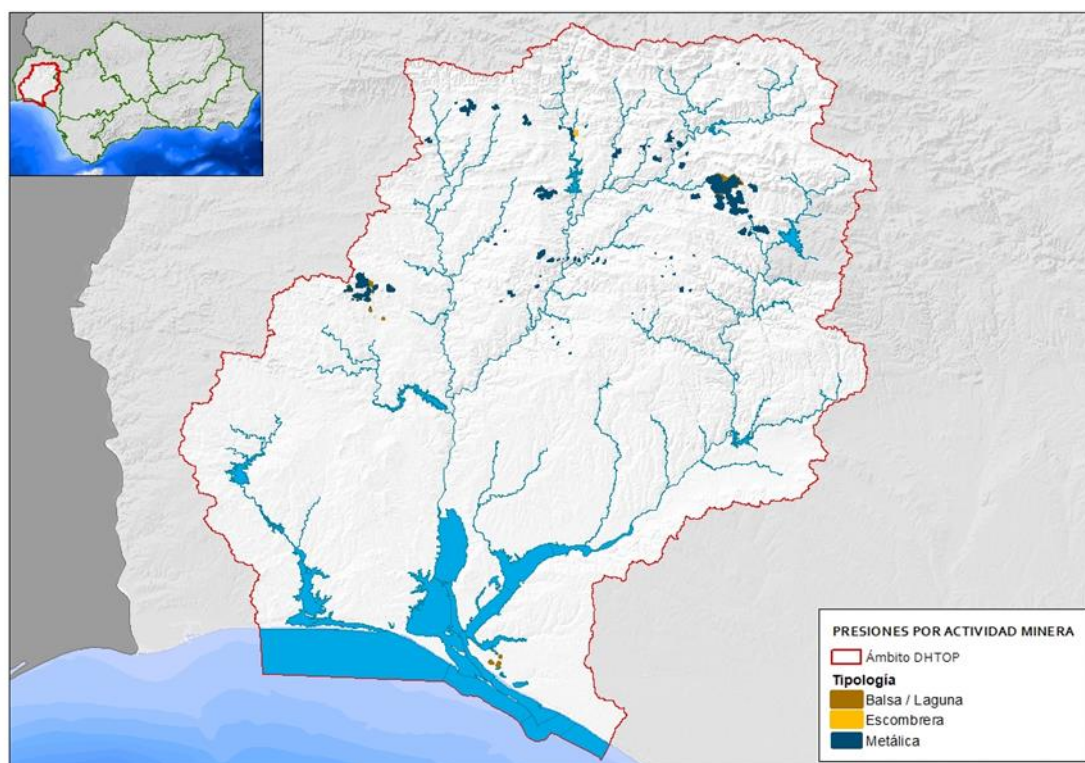 PRESIONES POR ACTIVIDAD MINERA
Ámbito DHTOP
Tipología
Balsa / Laguna
Escombrera
Metálica